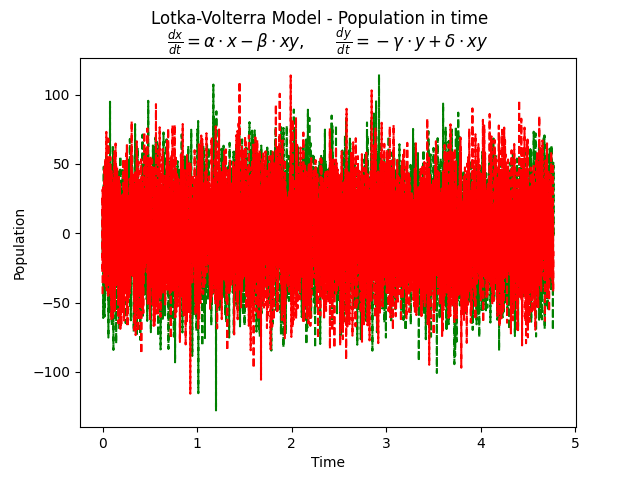 Lotka-Volterra Model - Population in time
dx/dt = α · x − β · xy,    dy/dt = −γ · y + δ · xy
100
50
0
−50
−100
Population
0 1 2 3 4 5
Time